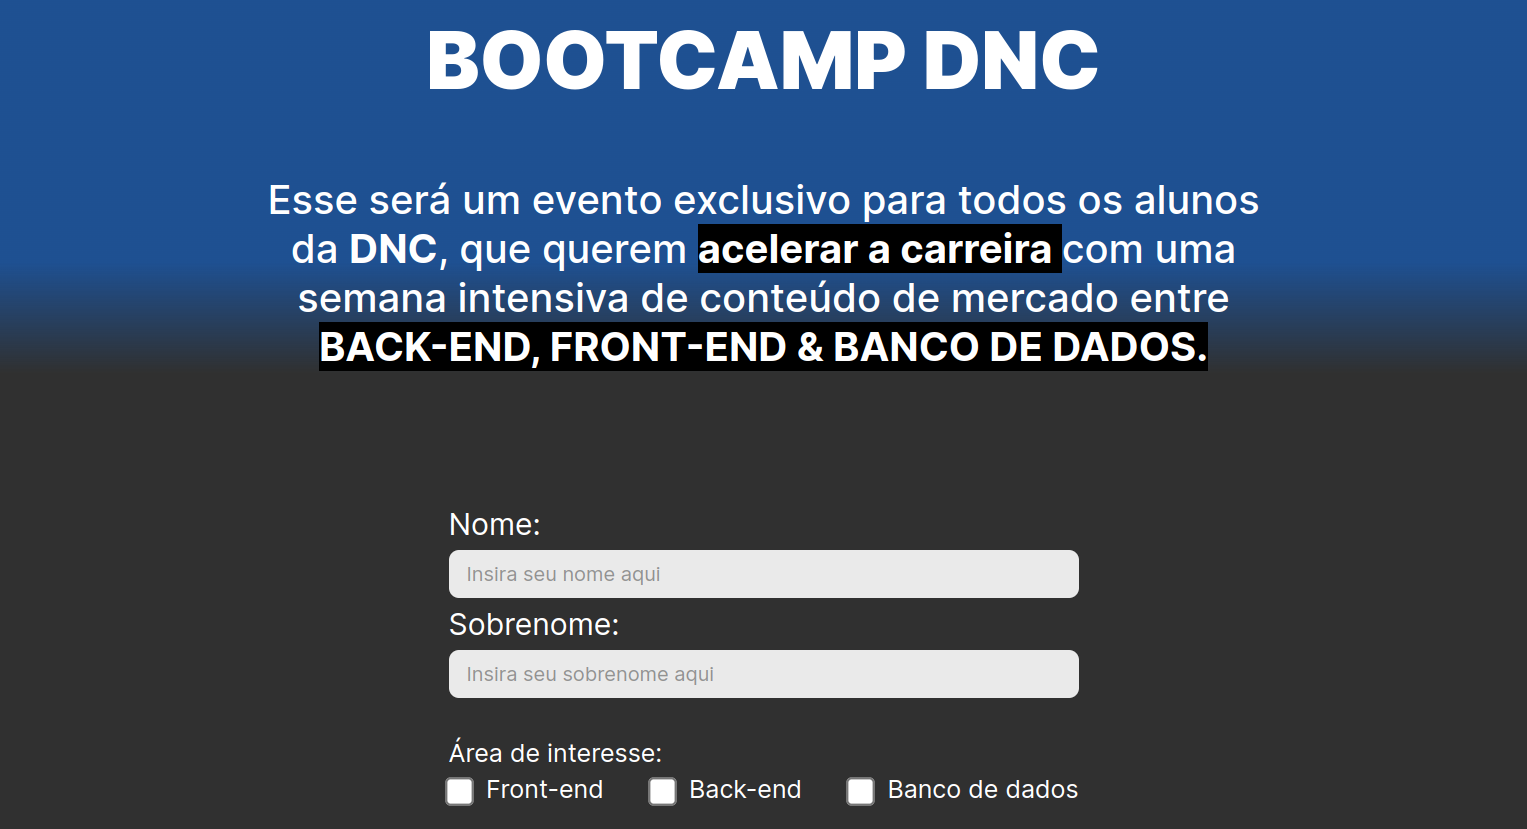 BOOTCAMP DNC
Esse será um evento exclusivo para todos os alunos
da DNC, que querem acelerar a carreira com uma
semana intensiva de conteúdo de mercado entre
BACK-END, FRONT-END & BANCO DE DADOS.
Nome:
Insira seu nome aqui
Sobrenome:
Insira seu sobrenome aqui
Área de interesse:
Front-end Back-end Banco de dados